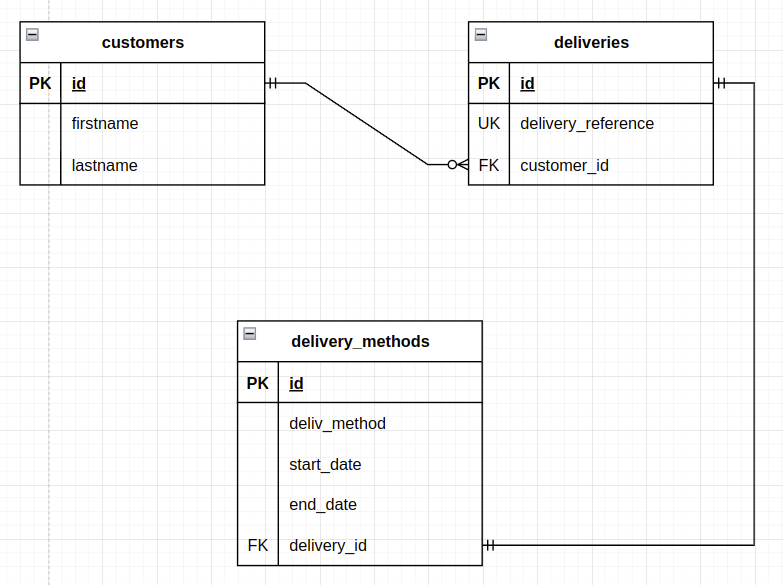 customers
PK id
firstname
lastname
deliveries
PK id
UK delivery_reference
FK customer_id
delivery_methods
PK id
deliv_method
start_date
end_date
FK delivery_id